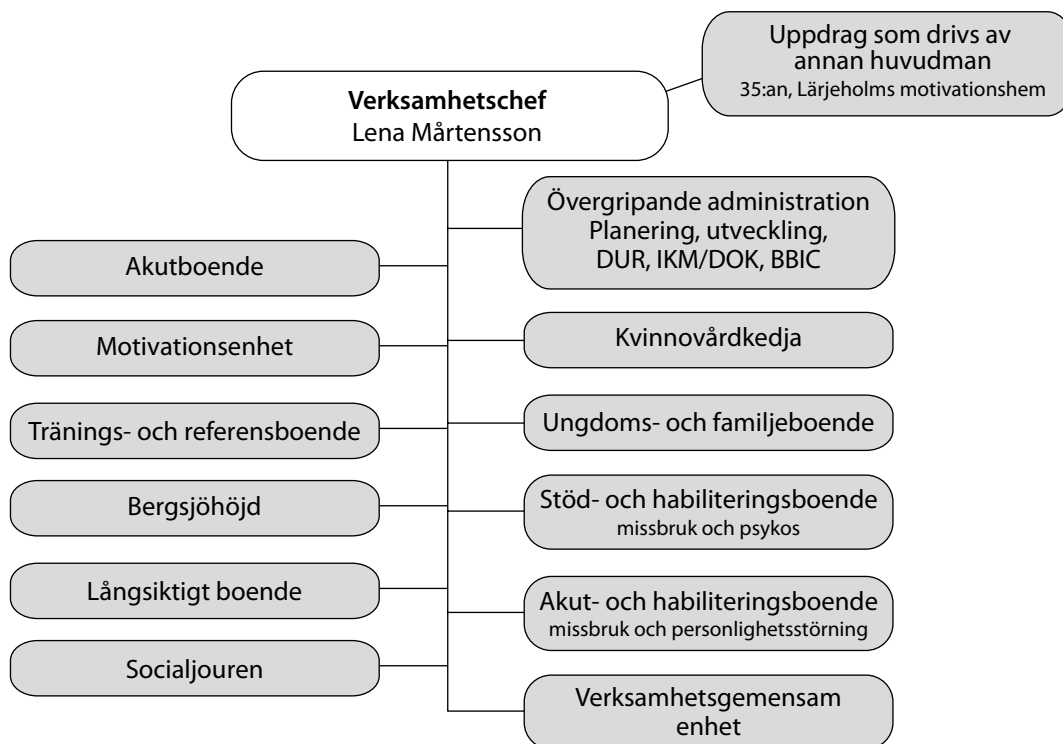 Uppdrag som drivs av
annan huvudman
35:an, Lärjeholms motivationshem
Verksamhetschef
Lena Mårtensson
Övergripande administration
Planering, utveckling,
DUR, IKM/DOK, BBIC
Akutboende
Kvinnovårdkedja
Motivationsenhet
Ungdoms- och familjeboende
Tränings- och referensboende
Stöd- och habiliteringsboende
missbruk och psykos
Bergsjöhöjd
Akut- och habiliteringsboende
missbruk och personlighetsstörning
Långsiktigt boende
Socialjouren
Verksamhetsgemensam
enhet